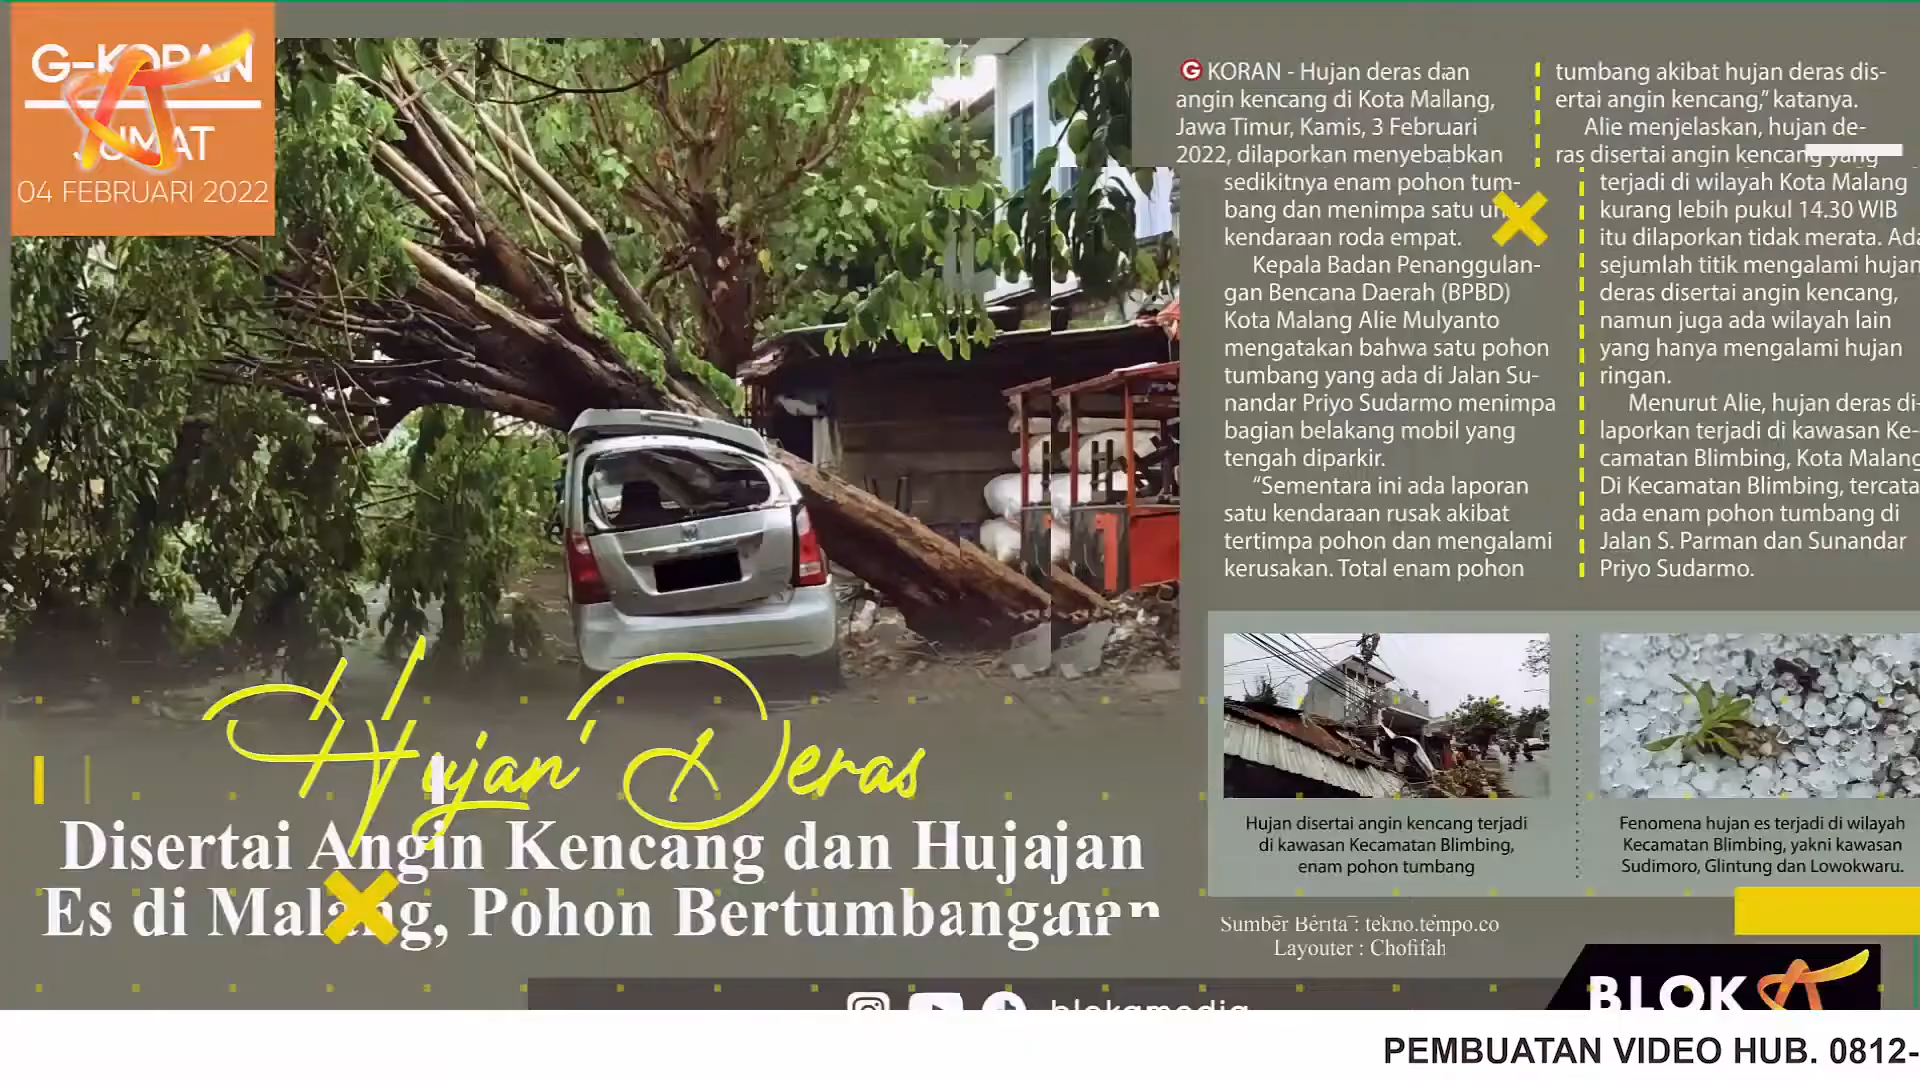 G-KORAN
JUMAT
04 FEBRUARI 2022
G KORAN - Hujan deras dan
angin kencang di Kota Malang,
Jawa Timur, Kamis, 3 Februari
2022, dilaporkan menyebabkan
sedikitnya enam pohon tum-
bang dan menimpa satu
kendaraan roda empat.
Kepala Badan Penanggulan-
gan Bencana Daerah (BPBD)
Kota Malang Alie Mulyanto
mengatakan bahwa satu pohon
tumbang yang ada di Jalan Su-
nandar Priyo Sudarmo menimpa
bagian belakang mobil yang
tengah diparkir.
“Sementara ini ada laporan
satu kendaraan rusak akibat
tertimpa pohon dan mengalami
kerusakan. Total enam pohon
tumbang akibat hujan deras dis-
ertai angin kencang,” katanya.
Alie menjelaskan, hujan de-
ras disertai angin kencang yang
terjadi di wilayah Kota Malang
kurang lebih pukul 14.30 WIB
itu dilaporkan tidak merata. Ada
sejumlah titik mengalami hujan
deras disertai angin kencang,
namun juga ada wilayah lain
yang hanya mengalami hujan
ringan.
Menurut Alie, hujan deras di-
laporkan terjadi di kawasan Ke-
camatan Blimbing, Kota Malang
Di Kecamatan Blimbing, tercata
ada enam pohon tumbang di
Jalan S. Parman dan Sunandar
Priyo Sudarmo.
Hujan Deras
Disertai Angin Kencang dan Hujajan
Es di Malang, Pohon Bertumbangan
Hujan disertai angin kencang terjadi
di kawasan Kecamatan Blimbing,
enam pohon tumbang
Fenomena hujan es terjadi di wilayah
Kecamatan Blimbing, yakni kawasan
Sudimoro, Glintung dan Lowokwaru.
Sumber Berita : tekno.tempo.co
Layouter : Chofifah
blokamedia
BLOK A
PEMBUATAN VIDEO HUB. 0812-